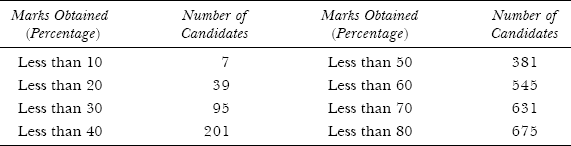 Marks Obtained Number of Marks Obtained Number of
(Percentage) Candidates (Percentage) Candidates
Less than 10 7 Less than 50 381
Less than 20 39 Less than 60 545
Less than 30 95 Less than 70 631
Less than 40 201 Less than 80 675